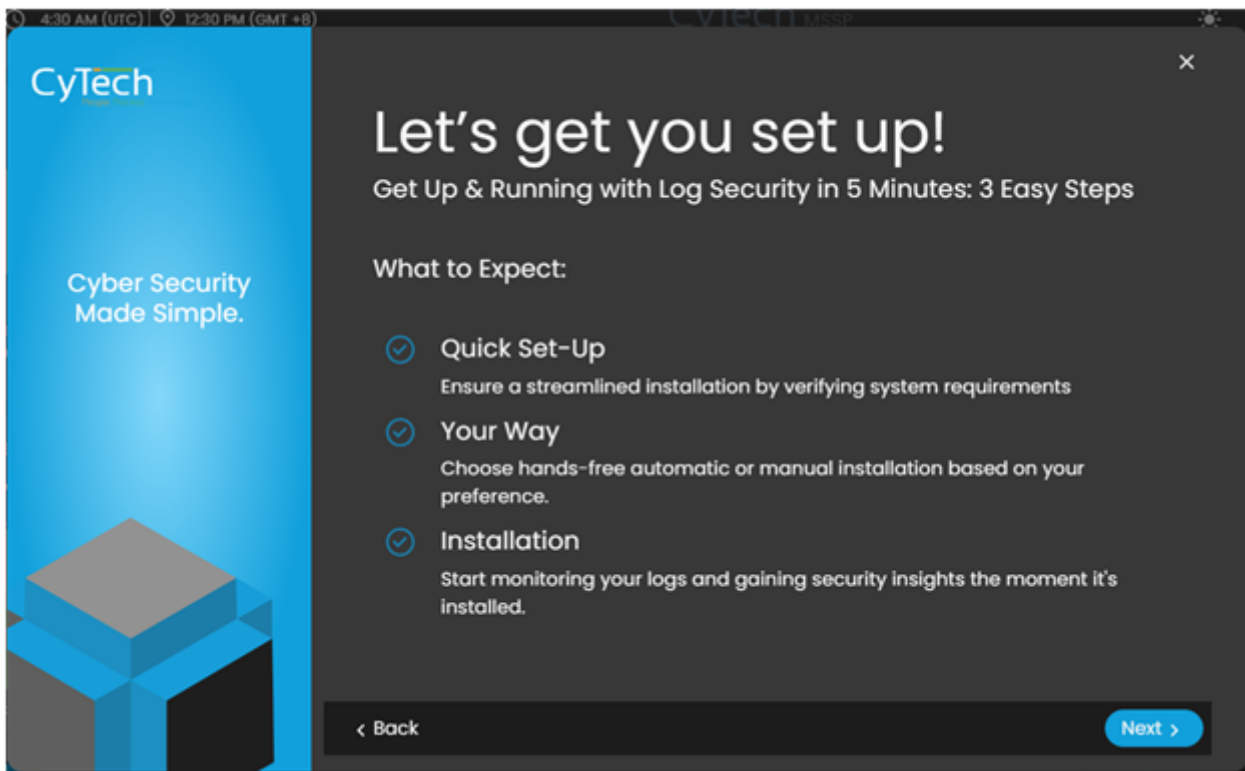 4:30 AM (UTC) 12:30 PM (GMT +8)
CyTech MSSP
CyTech
Cyber Security
Made Simple.
Let's get you set up!
Get Up & Running with Log Security in 5 Minutes: 3 Easy Steps
What to Expect:
Quick Set-Up
Ensure a streamlined installation by verifying system requirements
Your Way
Choose hands-free automatic or manual installation based on your
preference.
Installation
Start monitoring your logs and gaining security insights the moment it's
installed.
Back
Next